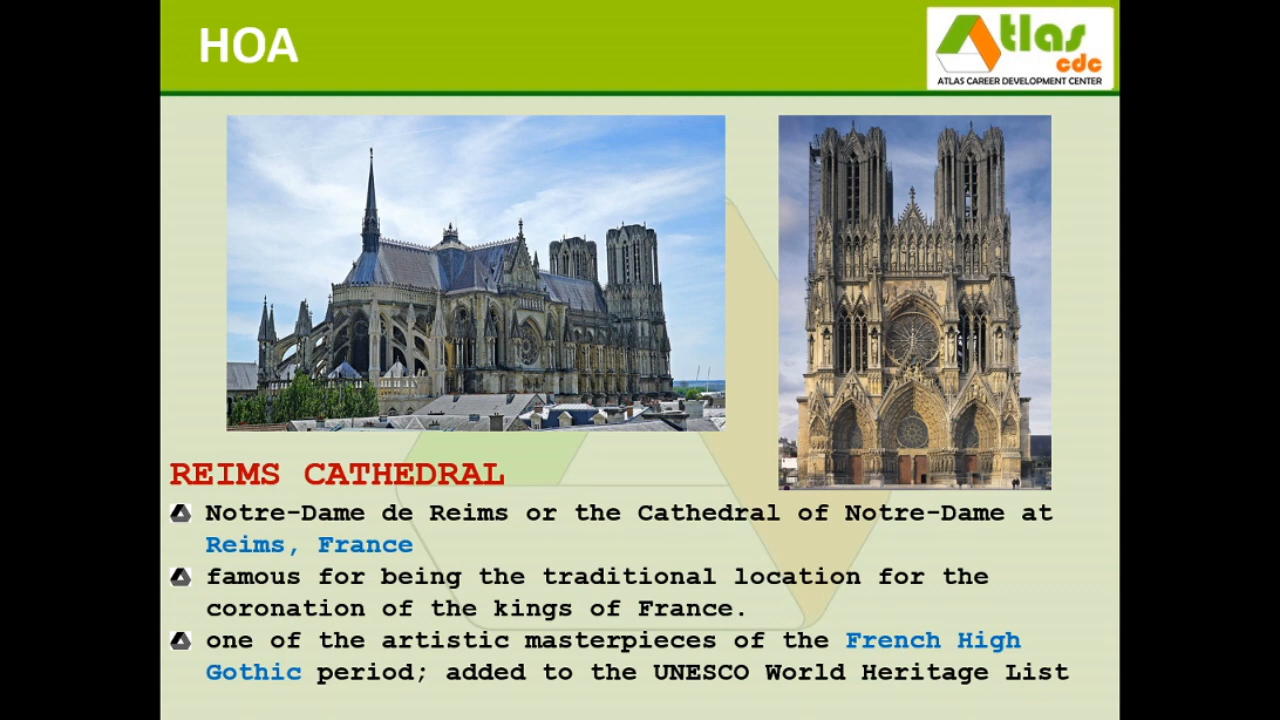 HOA
Atlas
cdc
ATLAS CAREER DEVELOPMENT CENTER
REIMS CATHEDRAL
Notre-Dame de Reims or the Cathedral of Notre-Dame at
Reims, France
famous for being the traditional location for the
coronation of the kings of France.
one of the artistic masterpieces of the French High
Gothic period; added to the UNESCO World Heritage List